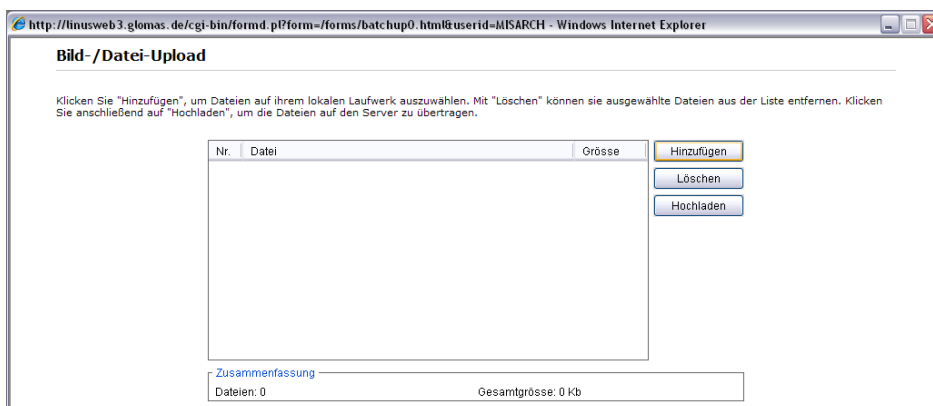 http://linusweb3.glomas.de/cgi-bin/formd.pl?form=/forms/batchup0.html&userid=MISARCH - Windows Internet Explorer
Bild-/Datei-Upload
Klicken Sie "Hinzufügen", um Dateien auf ihrem lokalen Laufwerk auszuwählen. Mit "Löschen" können sie ausgewählte Dateien aus der Liste entfernen. Klicken
Sie anschließend auf "Hochladen", um die Dateien auf den Server zu übertragen.
Nr. Datei Grösse Hinzufügen
Löschen
Hochladen
Zusammenfassung
Dateien: 0 Gesamtgrösse: 0 Kb